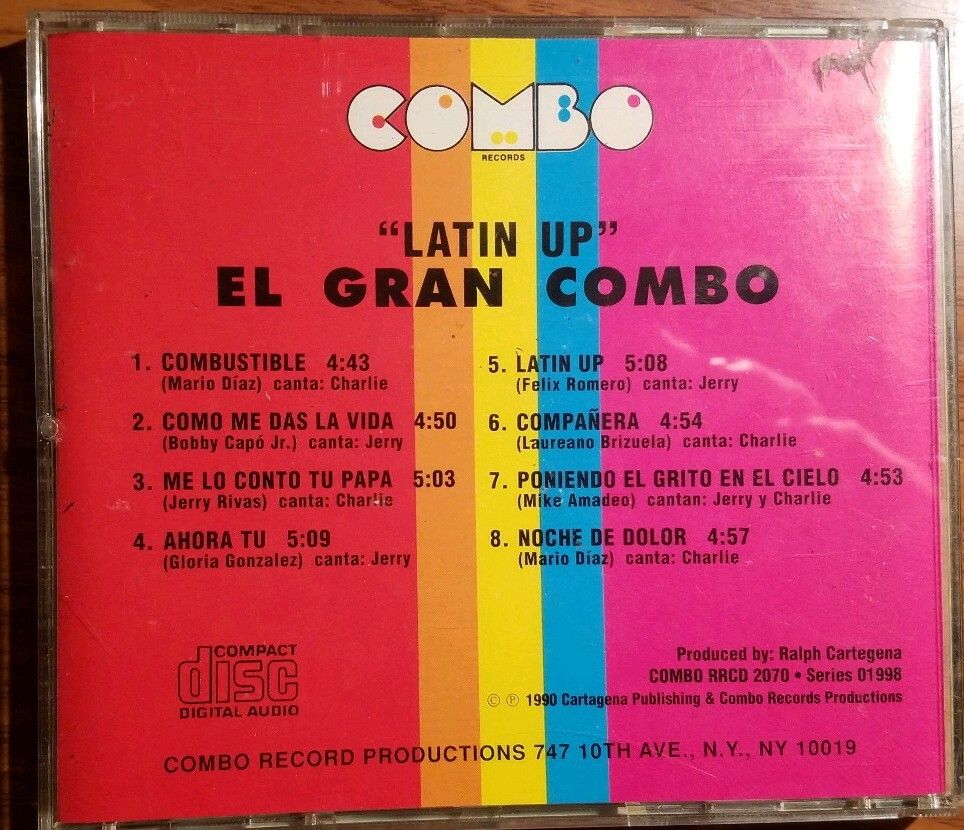 COMBO
RECORDS
"LATIN UP"
EL GRAN COMBO
1. COMBUSTIBLE 4:43
(Mario Díaz) canta: Charlie
2. COMO ME DAS LA VIDA 4:50
(Bobby Capó Jr.) canta: Jerry
3. ME LO CONTO TU PAPA 5:03
(Jerry Rivas) canta: Charlie
4. AHORA TU 5:09
(Gloria Gonzalez) canta: Jerry
5. LATIN UP 5:08
(Felix Romero) canta: Jerry
6. COMPAÑERA 4:54
(Laureano Brizuela) canta: Charlie
7. PONIENDO EL GRITO EN EL CIELO 4:53
(Mike Amadeo) cantan: Jerry y Charlie
8. NOCHE DE DOLOR 4:57
(Mario Díaz) canta: Charlie
COMPACT
disc
DIGITAL AUDIO
Produced by: Ralph Cartegena
COMBO RRCD 2070 • Series 01998
© ℗ 1990 Cartagena Publishing & Combo Records Productions
COMBO RECORD PRODUCTIONS 747 10TH AVE., N.Y., NY 10019